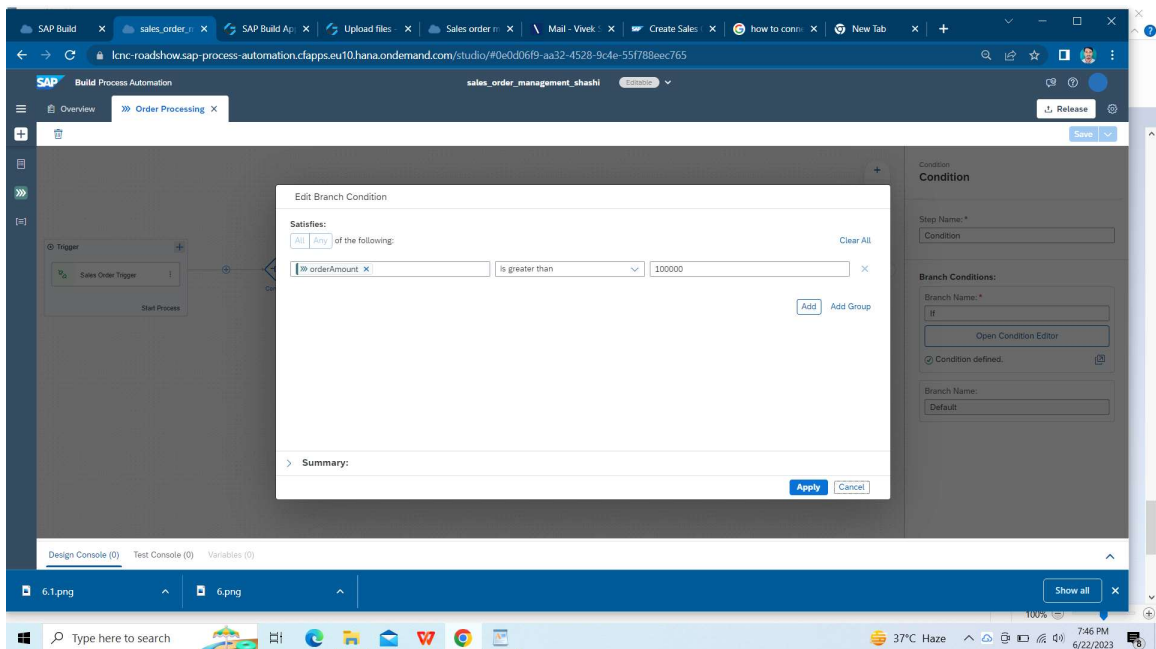 SAP Build
sales_order_n
SAP Build Ap
Upload files -
Sales order m
Mail - Vivek S
Create Sales
how to conn
New Tab
lcnc-roadshow.sap-process-automation.cfapps.eu10.hana.ondemand.com/studio/#0e0d06f9-aa32-4528-9c4e-55f788eec765
SAP Build Process Automation
sales_order_management_shashi Editable
Overview Order Processing
Release
Save
Edit Branch Condition
Satisfies:
All Any of the following:
Clear All
orderAmount × is greater than 100000
Add Add Group
Summary:
Apply Cancel
Trigger
Sales Order Trigger
Start Process
Condition
Condition
Step Name:*
Condition
Branch Conditions:
Branch Name:*
If
Open Condition Editor
Condition defined.
Branch Name:
Default
Design Console (0) Test Console (0) Variables (0)
6.1.png 6.png Show all
100%
Type here to search
37°C Haze
7:46 PM
6/22/2023